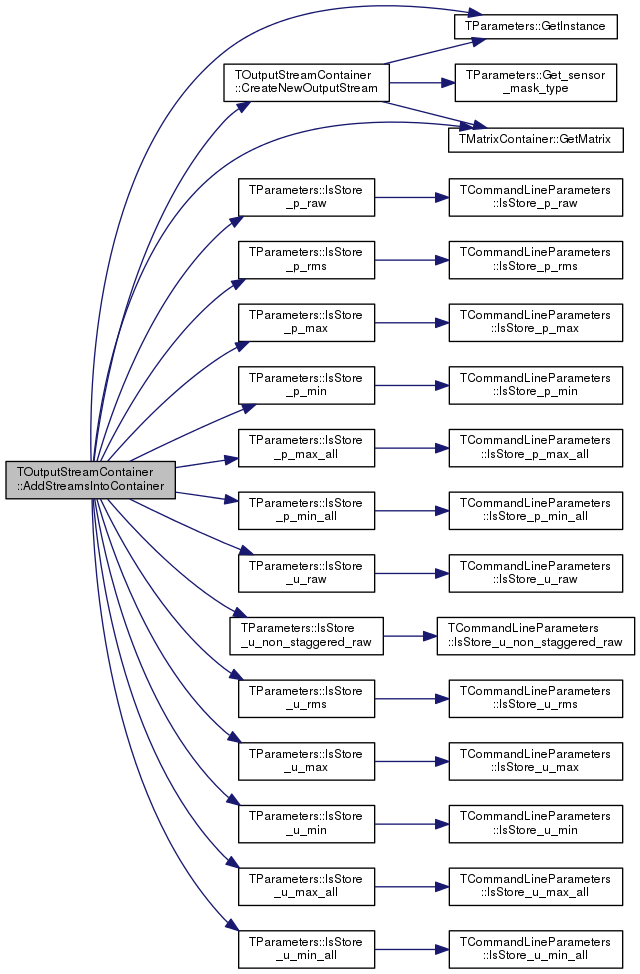 TParameters::GetInstance
TOutputStreamContainer
::CreateNewOutputStream
TParameters::Get_sensor
_mask_type
TMatrixContainer::GetMatrix
TParameters::IsStore
_p_raw
TCommandLineParameters
::IsStore_p_raw
TParameters::IsStore
_p_rms
TCommandLineParameters
::IsStore_p_rms
TParameters::IsStore
_p_max
TCommandLineParameters
::IsStore_p_max
TParameters::IsStore
_p_min
TCommandLineParameters
::IsStore_p_min
TOutputStreamContainer
::AddStreamsIntoContainer
TParameters::IsStore
_p_max_all
TCommandLineParameters
::IsStore_p_max_all
TParameters::IsStore
_p_min_all
TCommandLineParameters
::IsStore_p_min_all
TParameters::IsStore
_u_raw
TCommandLineParameters
::IsStore_u_raw
TParameters::IsStore
_u_non_staggered_raw
TCommandLineParameters
::IsStore_u_non_staggered_raw
TParameters::IsStore
_u_rms
TCommandLineParameters
::IsStore_u_rms
TParameters::IsStore
_u_max
TCommandLineParameters
::IsStore_u_max
TParameters::IsStore
_u_min
TCommandLineParameters
::IsStore_u_min
TParameters::IsStore
_u_max_all
TCommandLineParameters
::IsStore_u_max_all
TParameters::IsStore
_u_min_all
TCommandLineParameters
::IsStore_u_min_all